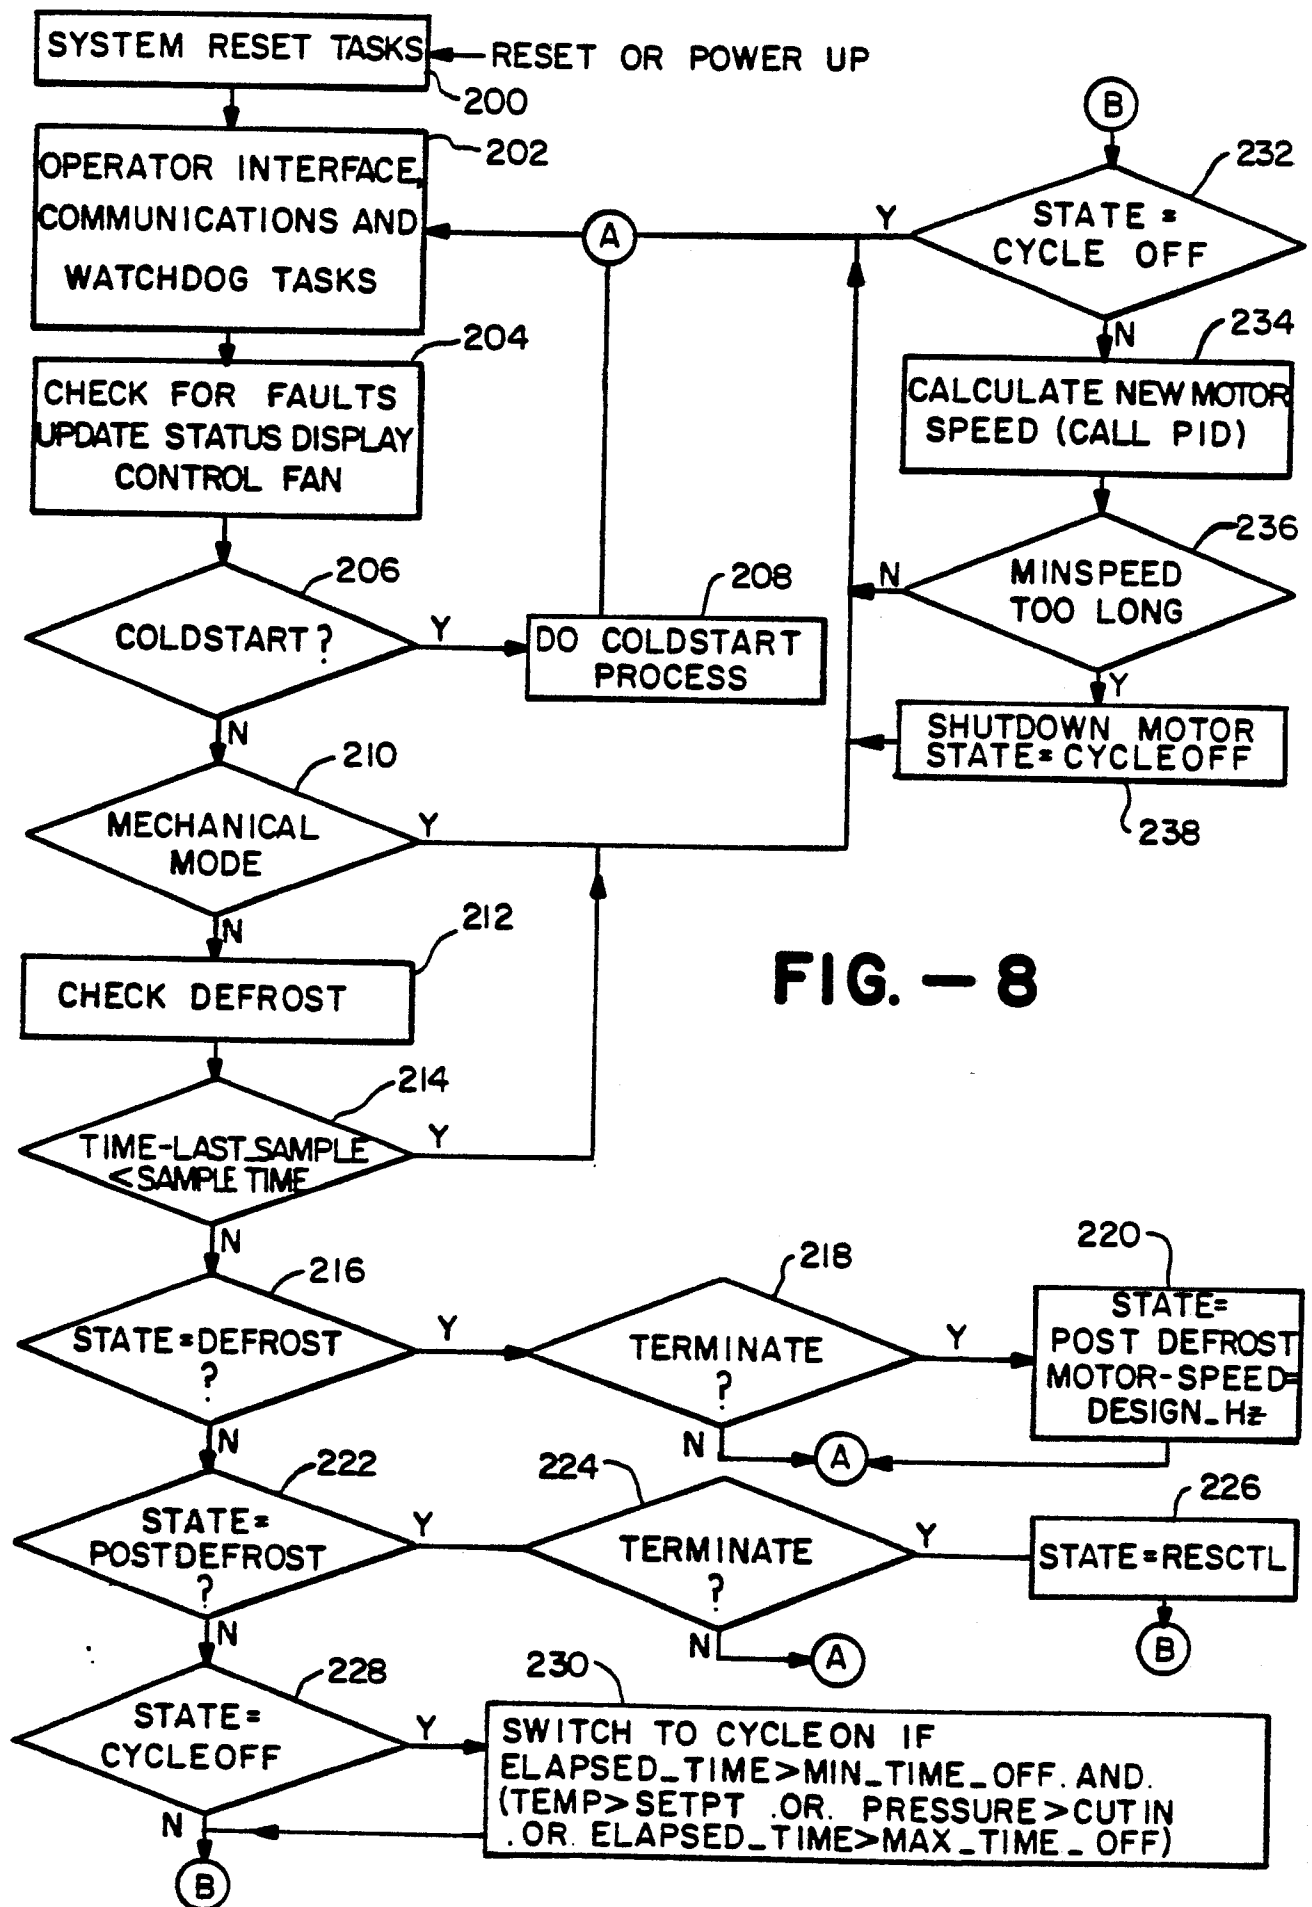 SYSTEM RESET TASKS
RESET OR POWER UP
200
OPERATOR INTERFACE,
COMMUNICATIONS AND
WATCHDOG TASKS
202
CHECK FOR FAULTS
UPDATE STATUS DISPLAY
CONTROL FAN
204
COLDSTART?
206
Y
N
DO COLDSTART
PROCESS
208
A
MECHANICAL
MODE
210
Y
N
CHECK DEFROST
212
TIME-LAST_SAMPLE
<SAMPLE TIME
214
Y
N
STATE=DEFROST
?
216
Y
N
TERMINATE
?
218
Y
N
A
STATE=
POST DEFROST
MOTOR-SPEED=
DESIGN_Hz
220
STATE=
POSTDEFROST
?
222
Y
N
TERMINATE
?
224
Y
N
A
STATE=RESCTL
226
B
STATE=
CYCLEOFF
228
Y
N
SWITCH TO CYCLEON IF
ELAPSED_TIME>MIN_TIME_OFF.AND.
(TEMP>SETPT .OR. PRESSURE>CUTIN
.OR. ELAPSED_TIME>MAX_TIME_OFF)
230
B
B
STATE=
CYCLE OFF
232
Y
N
CALCULATE NEW MOTOR
SPEED (CALL PID)
234
MINSPEED
TOO LONG
236
N
Y
SHUTDOWN MOTOR
STATE=CYCLEOFF
238
FIG. - 8